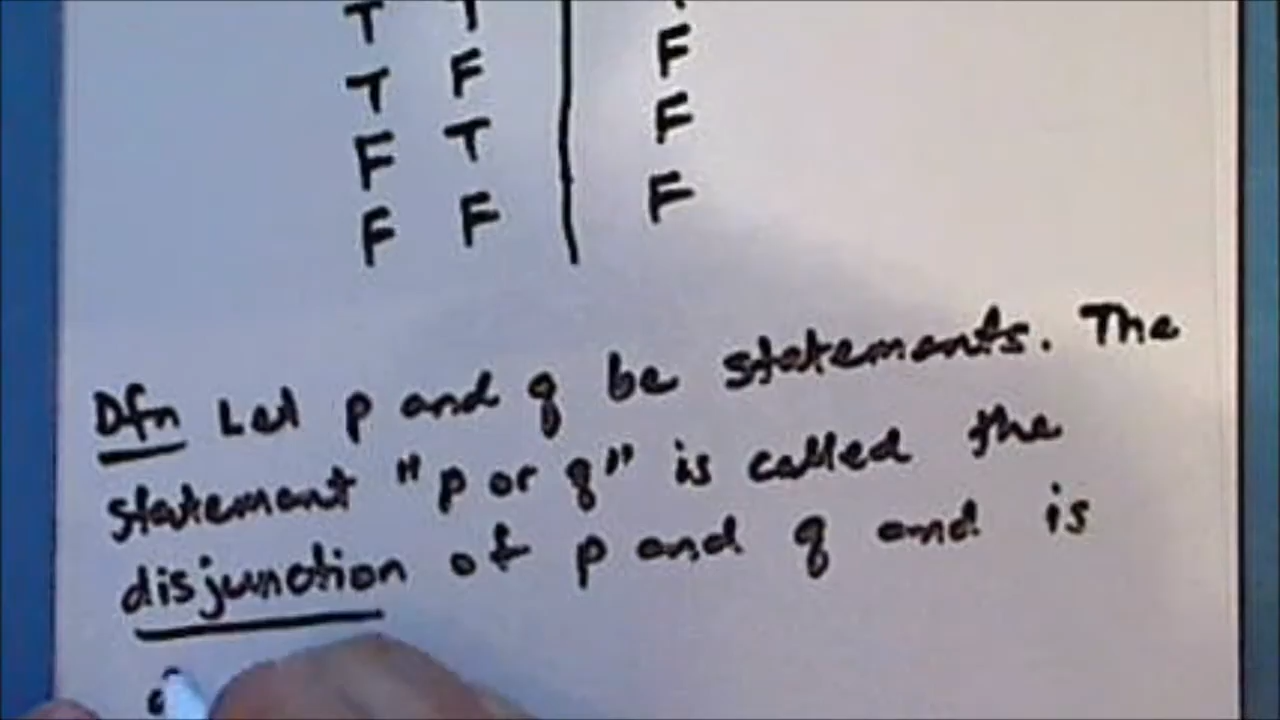 T T
T F F
F T F
F F F
Dfn Let p and q be statements. The
statement "p or q" is called the
disjunction of p and q and is